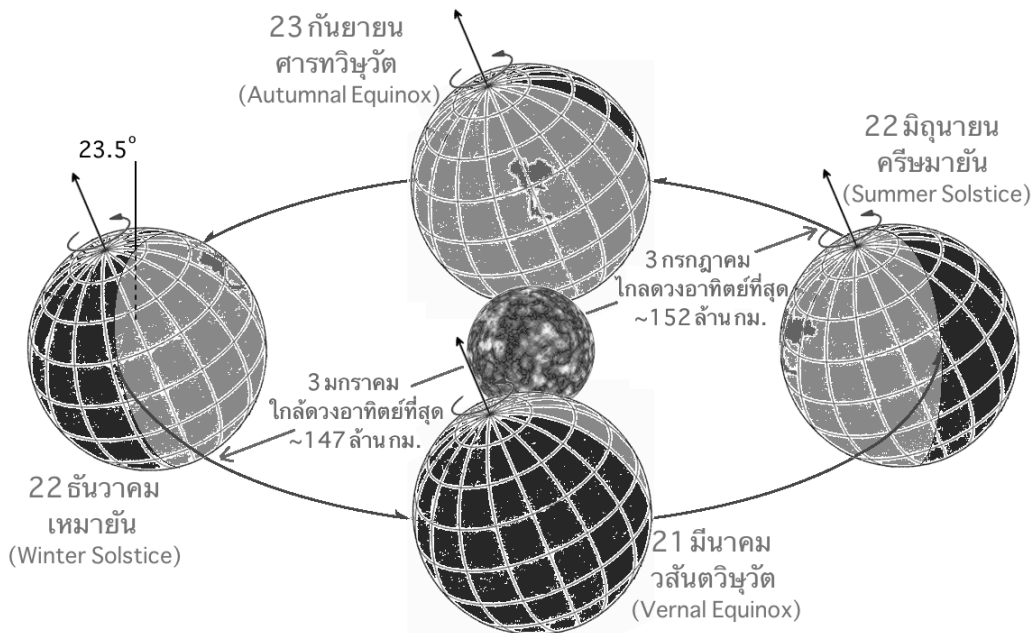 23 กันยายน
ศารทวิษุวัต
(Autumnal Equinox)
22 มิถุนายน
ครีษมายัน
(Summer Solstice)
23.5°
3 กรกฎาคม
ไกลดวงอาทิตย์ที่สุด
~152 ล้าน กม.
3 มกราคม
ใกล้ดวงอาทิตย์ที่สุด
~147 ล้าน กม.
22 ธันวาคม
เหมายัน
(Winter Solstice)
21 มีนาคม
วสันตวิษุวัต
(Vernal Equinox)